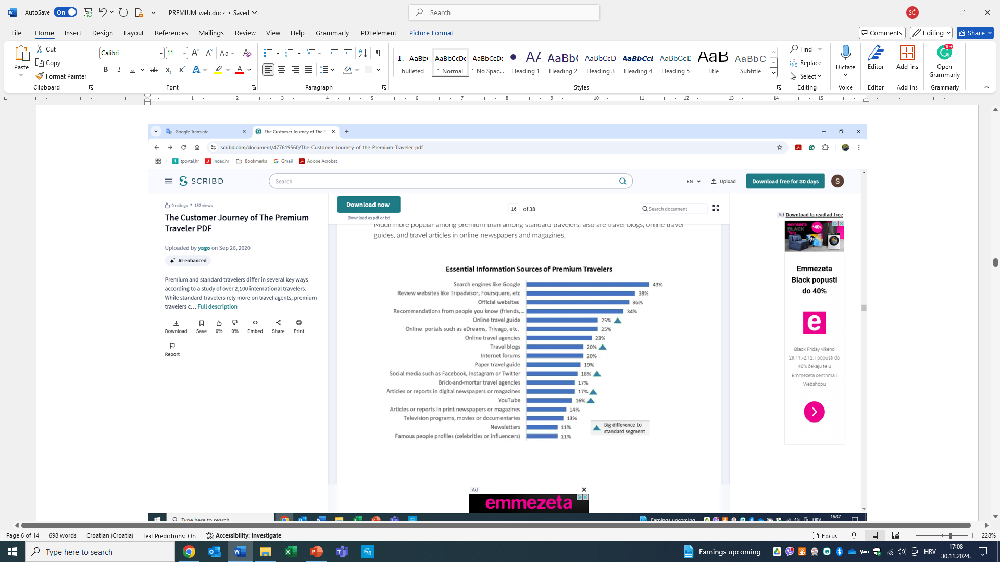 AutoSave On PREMIUM_web.docx • Saved Search SČ
File Home Insert Design Layout References Mailings Review View Help Grammarly PDFelement Picture Format Comments Editing Share
Paste Cut Copy Format Painter Clipboard
Calibri 11 Font
Paragraph
1. AaBbC bulleted
AaBbCcDc ¶ Normal
AaBbCcDc ¶ No Spac...
Heading 1
Heading 2
AaBbCcD Heading 3
Heading 4
AaBbCcD Heading 5
AaB Title
AaBbC Subtitle
Styles
Find Replace Select Editing
Dictate Voice
Editor Editor
Add-ins Add-ins
10+ Open Grammarly Grammarly
1 2 3 4 5 6 7 8 9 10 11 12 13 14 15
Google Translate The Customer Journey of The P
scribd.com/document/477619560/The-Customer-Journey-of-the-Premium-Traveler-pdf
tportal.hr Index.hr Bookmarks Gmail Adobe Acrobat
SCRIBD Search EN Upload Download free for 30 days S
0 ratings • 157 views
The Customer Journey of The Premium
Traveler PDF
Uploaded by yago on Sep 26, 2020
AI-enhanced
Premium and standard travelers differ in several key ways
according to a study of over 2,100 international travelers.
While standard travelers rely more on travel agents, premium
travelers c... Full description
Download Save 0% 0% Embed Share Print
Report
Download now
Download as pdf or txt
16 of 38
Search document
Much more popular among premium than among standard travelers, also are travel blogs, online travel
guides, and travel articles in online newspapers and magazines.
Essential Information Sources of Premium Travelers
Search engines like Google 43%
Review websites like Tripadvisor, Foursquare, etc 38%
Official websites 36%
Recommendations from people you know (friends,... 34%
Online travel guide 25%
Online portals such as eDreams, Trivago, etc. 25%
Online travel agencies 23%
Travel blogs 20%
Internet forums 20%
Paper travel guide 19%
Social media such as Facebook, Instagram or Twitter 18%
Brick-and-mortar travel agencies 17%
Articles or reports in digital newspapers or magazines 17%
YouTube 16%
Articles or reports in print newspapers or magazines 14%
Television programs, movies or documentaries 13%
Newsletters 11%
Famous people profiles (celebrities or influencers) 11%
Big difference to
standard segment
Ad Download to read ad-free
emmezeta
BLACK
-40%
Emmezeta
Black popusti
do 40%
e
Black Friday vikend
29.11.-2.12. i popusti do
40% čekaju te u
Emmezeta centrima i
Webshopu
Ad
emmezeta
Type here to search Earnings upcoming HRV 16:37
Page 6 of 14 698 words Croatian (Croatia) Text Predictions: On Accessibility: Investigate Focus 228%
Type here to search Earnings upcoming HRV 17:08
30.11.2024.